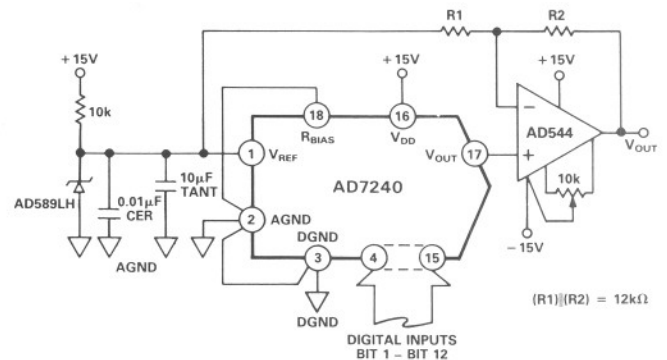 R1
R2
+15V
+15V
+15V
10k
18
16
R_BIAS
V_DD
−
AD544
V_OUT
1
V_REF
V_OUT
17
+
10µF
TANT
AD7240
10k
AD589LH
0.01µF
CER
2
AGND
−15V
DGND
AGND
3
4
15
(R1)||(R2) = 12kΩ
DGND
DIGITAL INPUTS
BIT 1 – BIT 12